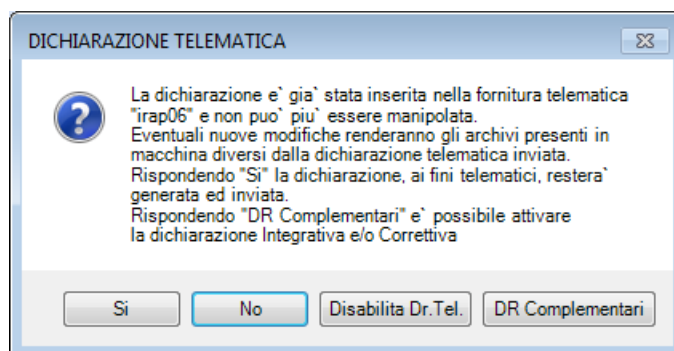 DICHIARAZIONE TELEMATICA
La dichiarazione e` gia` stata inserita nella fornitura telematica
"irap06" e non puo` piu` essere manipolata.
Eventuali nuove modifiche renderanno gli archivi presenti in
macchina diversi dalla dichiarazione telematica inviata.
Rispondendo "Si" la dichiarazione, ai fini telematici, restera`
generata ed inviata.
Rispondendo "DR Complementari" e` possibile attivare
la dichiarazione Integrativa e/o Correttiva
Si No Disabilita Dr.Tel. DR Complementari